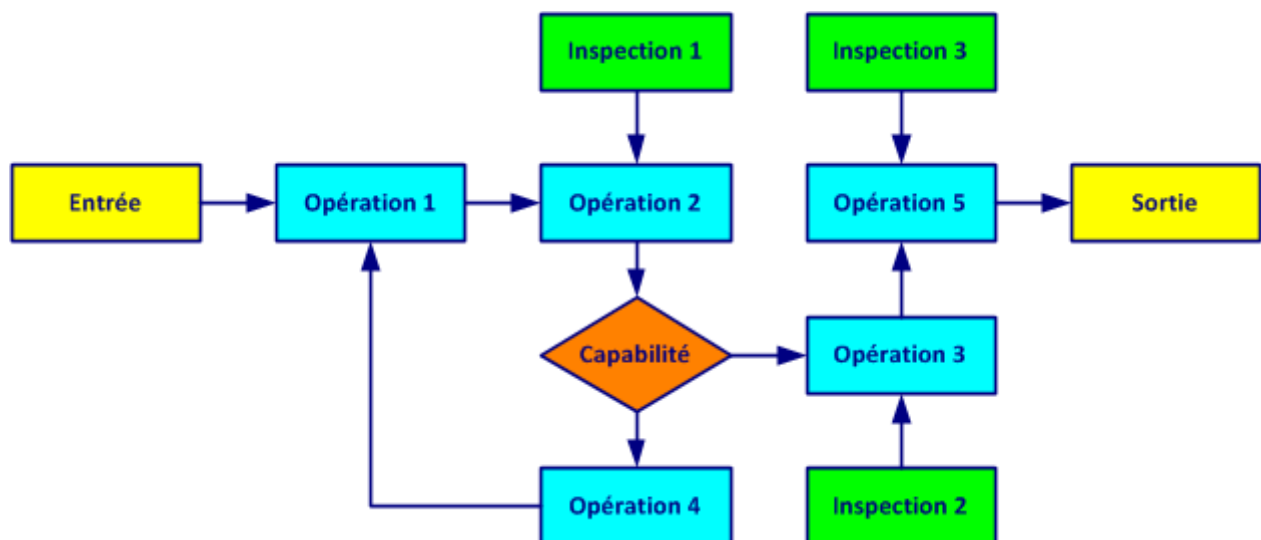 Inspection 1
Inspection 3
Entrée
Opération 1
Opération 2
Opération 5
Sortie
Capabilité
Opération 3
Opération 4
Inspection 2